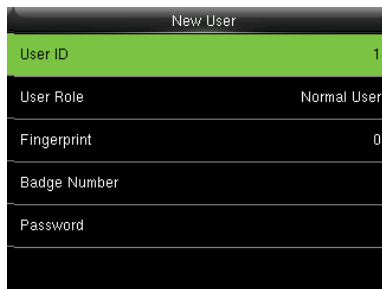 New User
User ID 1
User Role Normal User
Fingerprint 0
Badge Number
Password